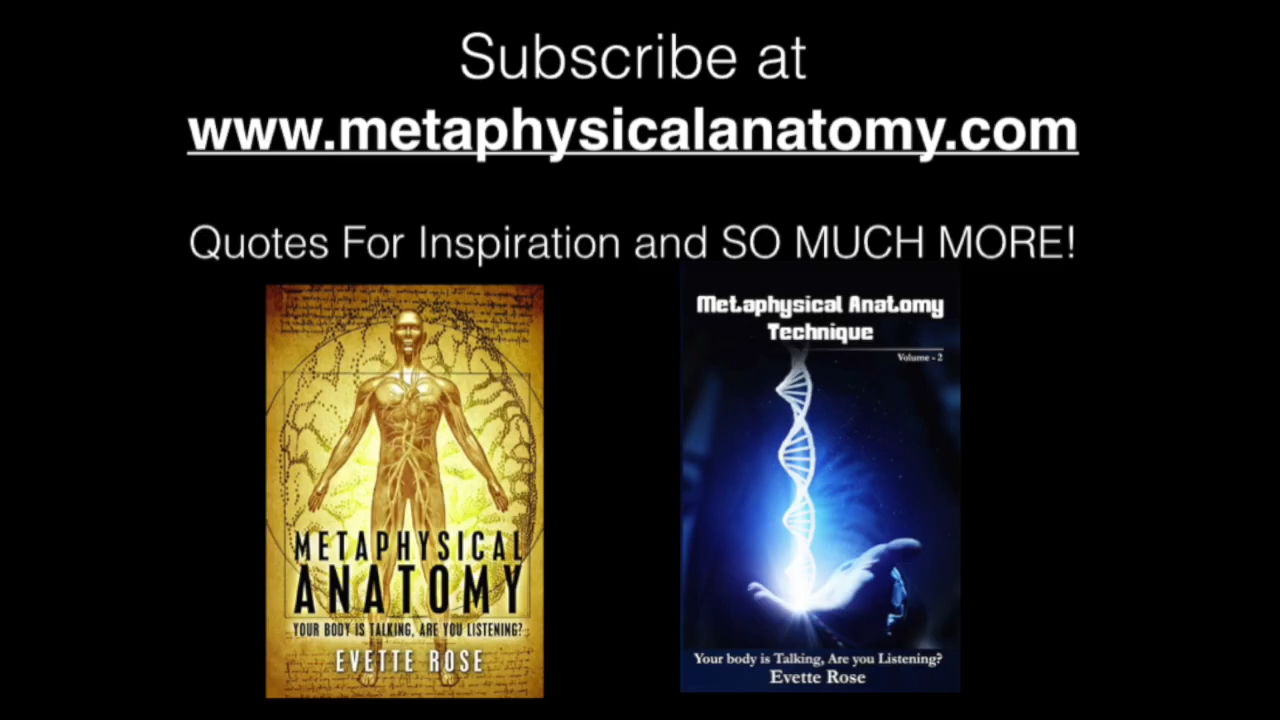 Subscribe at
www.metaphysicalanatomy.com
Quotes For Inspiration and SO MUCH MORE!
METAPHYSICAL
ANATOMY
YOUR BODY IS TALKING, ARE YOU LISTENING?
EVETTE ROSE
Metaphysical Anatomy
Technique
Volume - 2
Your body is Talking, Are you Listening?
Evette Rose